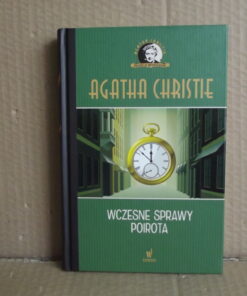 AGATHA CHRISTIE
WCZESNE SPRAWY
POIROTA